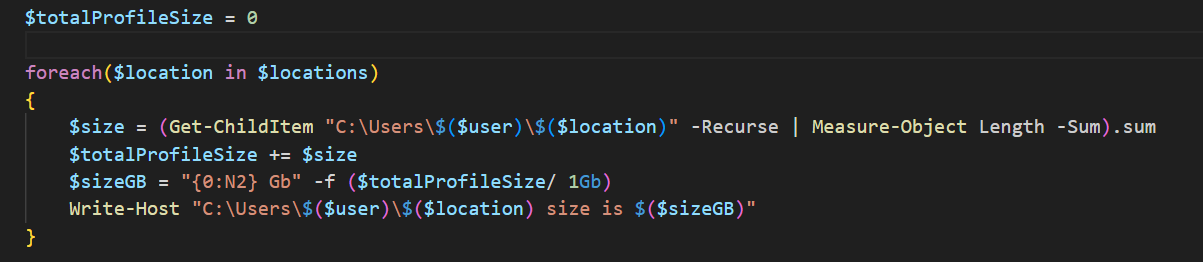 $totalProfileSize = 0
foreach($location in $locations)
{
$size = (Get-ChildItem "C:\Users\$($user)\$($location)" -Recurse | Measure-Object Length -Sum).sum
$totalProfileSize += $size
$sizeGB = "{0:N2} Gb" -f ($totalProfileSize/ 1Gb)
Write-Host "C:\Users\$($user)\$($location) size is $($sizeGB)"
}